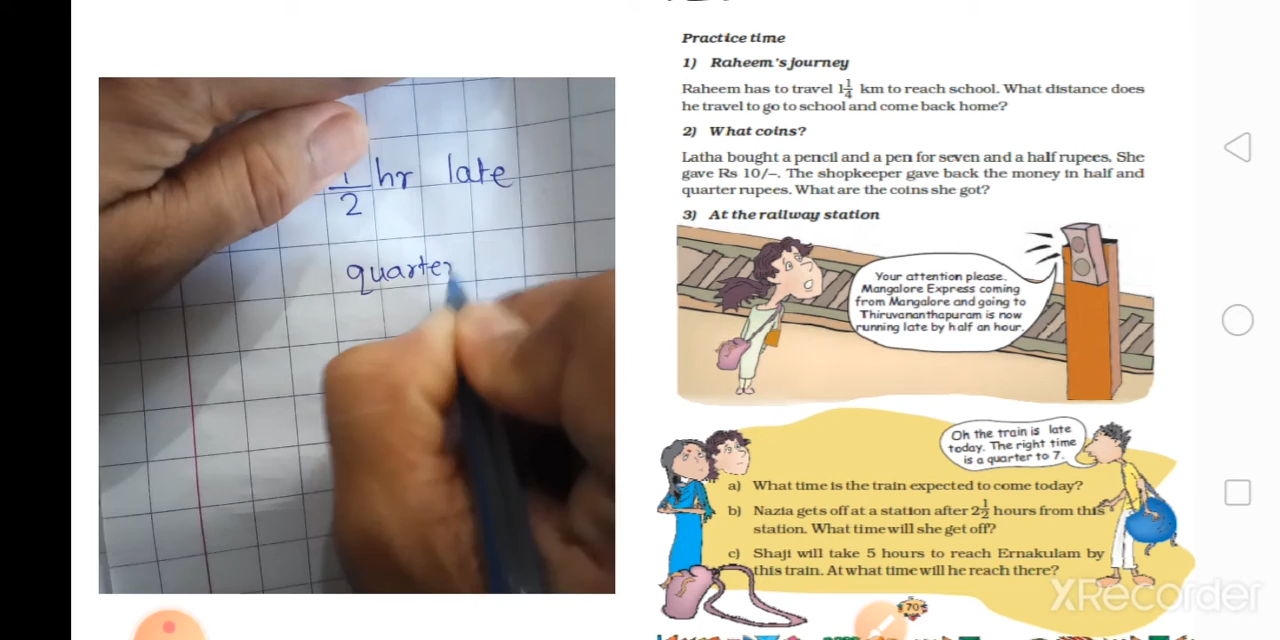 1/2 hr late
quarte
Practice time
1) Raheem's journey
Raheem has to travel 1 1/4 km to reach school. What distance does
he travel to go to school and come back home?
2) What coins?
Latha bought a pencil and a pen for seven and a half rupees. She
gave Rs 10/–. The shopkeeper gave back the money in half and
quarter rupees. What are the coins she got?
3) At the railway station
Your attention please.
Mangalore Express coming
from Mangalore and going to
Thiruvananthapuram is now
running late by half an hour.
Oh the train is late
today. The right time
is a quarter to 7.
a) What time is the train expected to come today?
b) Nazia gets off at a station after 2 1/2 hours from this
station. What time will she get off?
c) Shaji will take 5 hours to reach Ernakulam by
this train. At what time will he reach there?
70
XRecorder